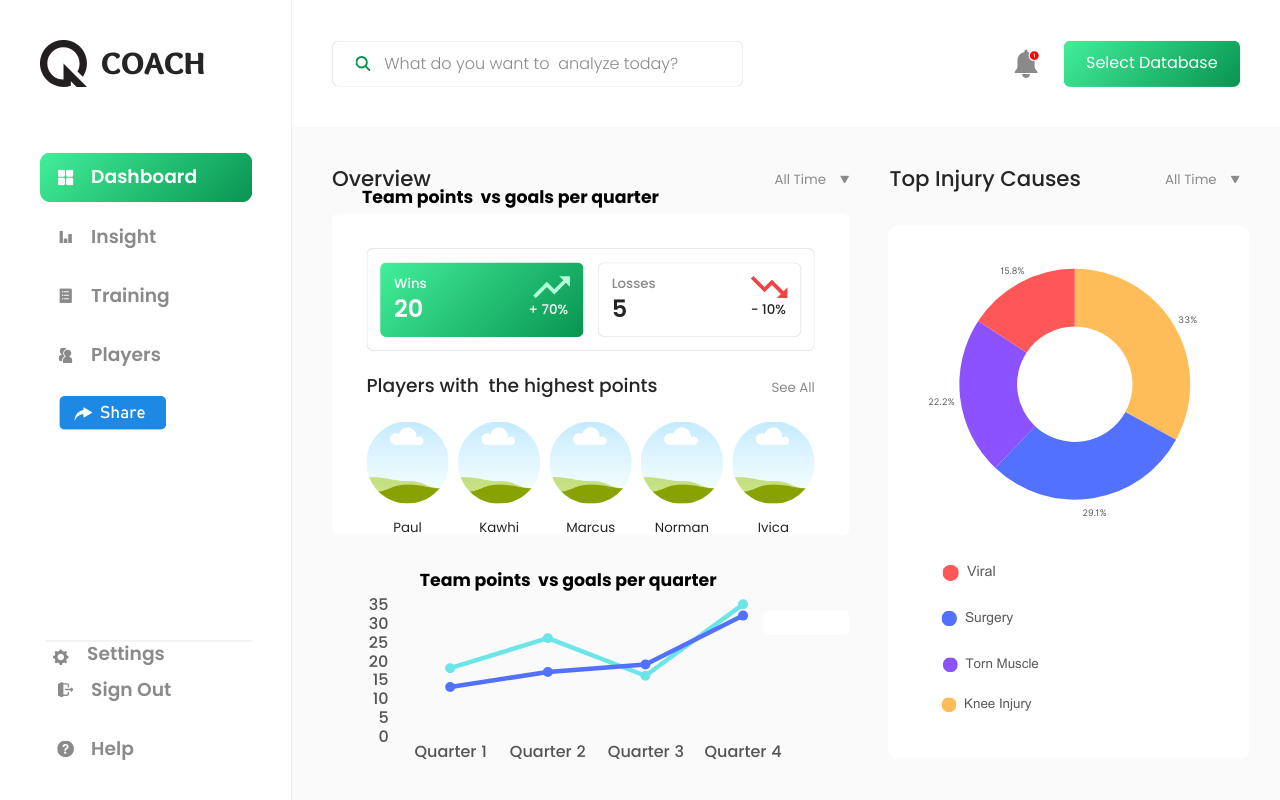 COACH
What do you want to  analyze today?
!
Select Database
Dashboard
Insight
Training
Players
Share
Settings
Sign Out
Help
Overview
All Time
Team points  vs goals per quarter
Wins
20
+ 70%
Losses
5
- 10%
Players with  the highest points
See All
Paul
Kawhi
Marcus
Norman
Ivica
Team points  vs goals per quarter
35
30
25
20
15
10
5
0
Quarter 1
Quarter 2
Quarter 3
Quarter 4
Top Injury Causes
All Time
15.8%
33%
22.2%
29.1%
Viral
Surgery
Torn Muscle
Knee Injury